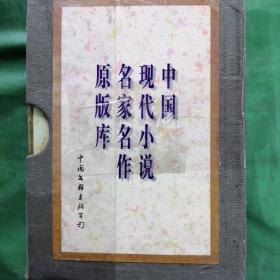 中国
现代小说
名家名作
原版库
中国文联出版公司